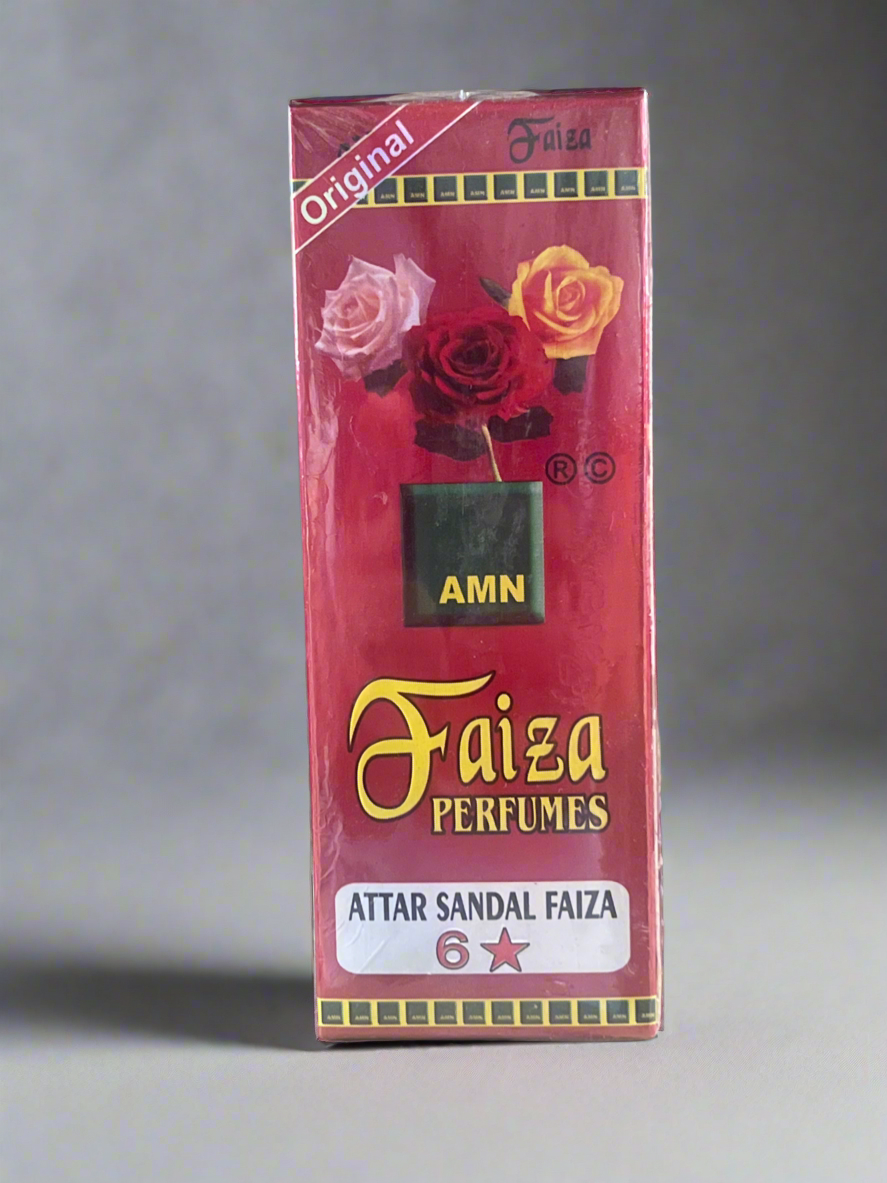 Original
Faiza
® ©
AMN
Faiza
PERFUMES
ATTAR SANDAL FAIZA
6★